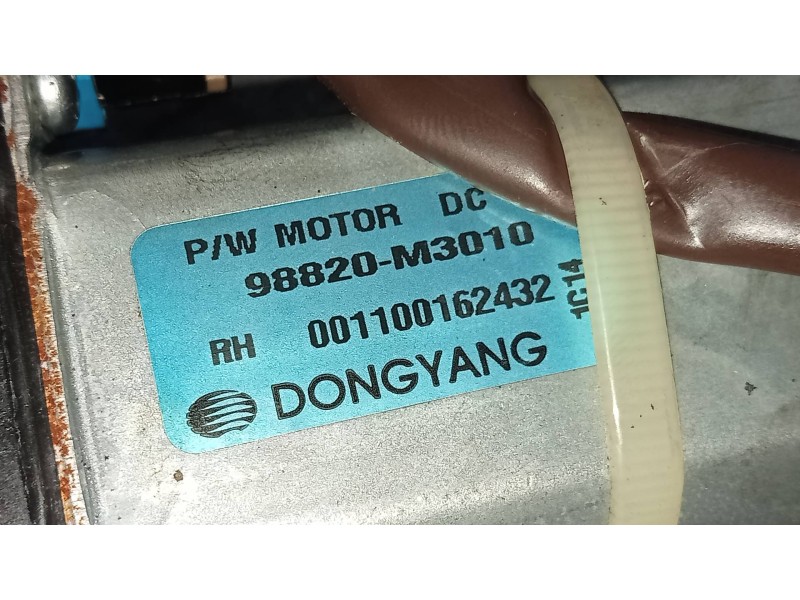 P/W MOTOR DC
98820-M3010
RH 001100162432
1C14
DONGYANG